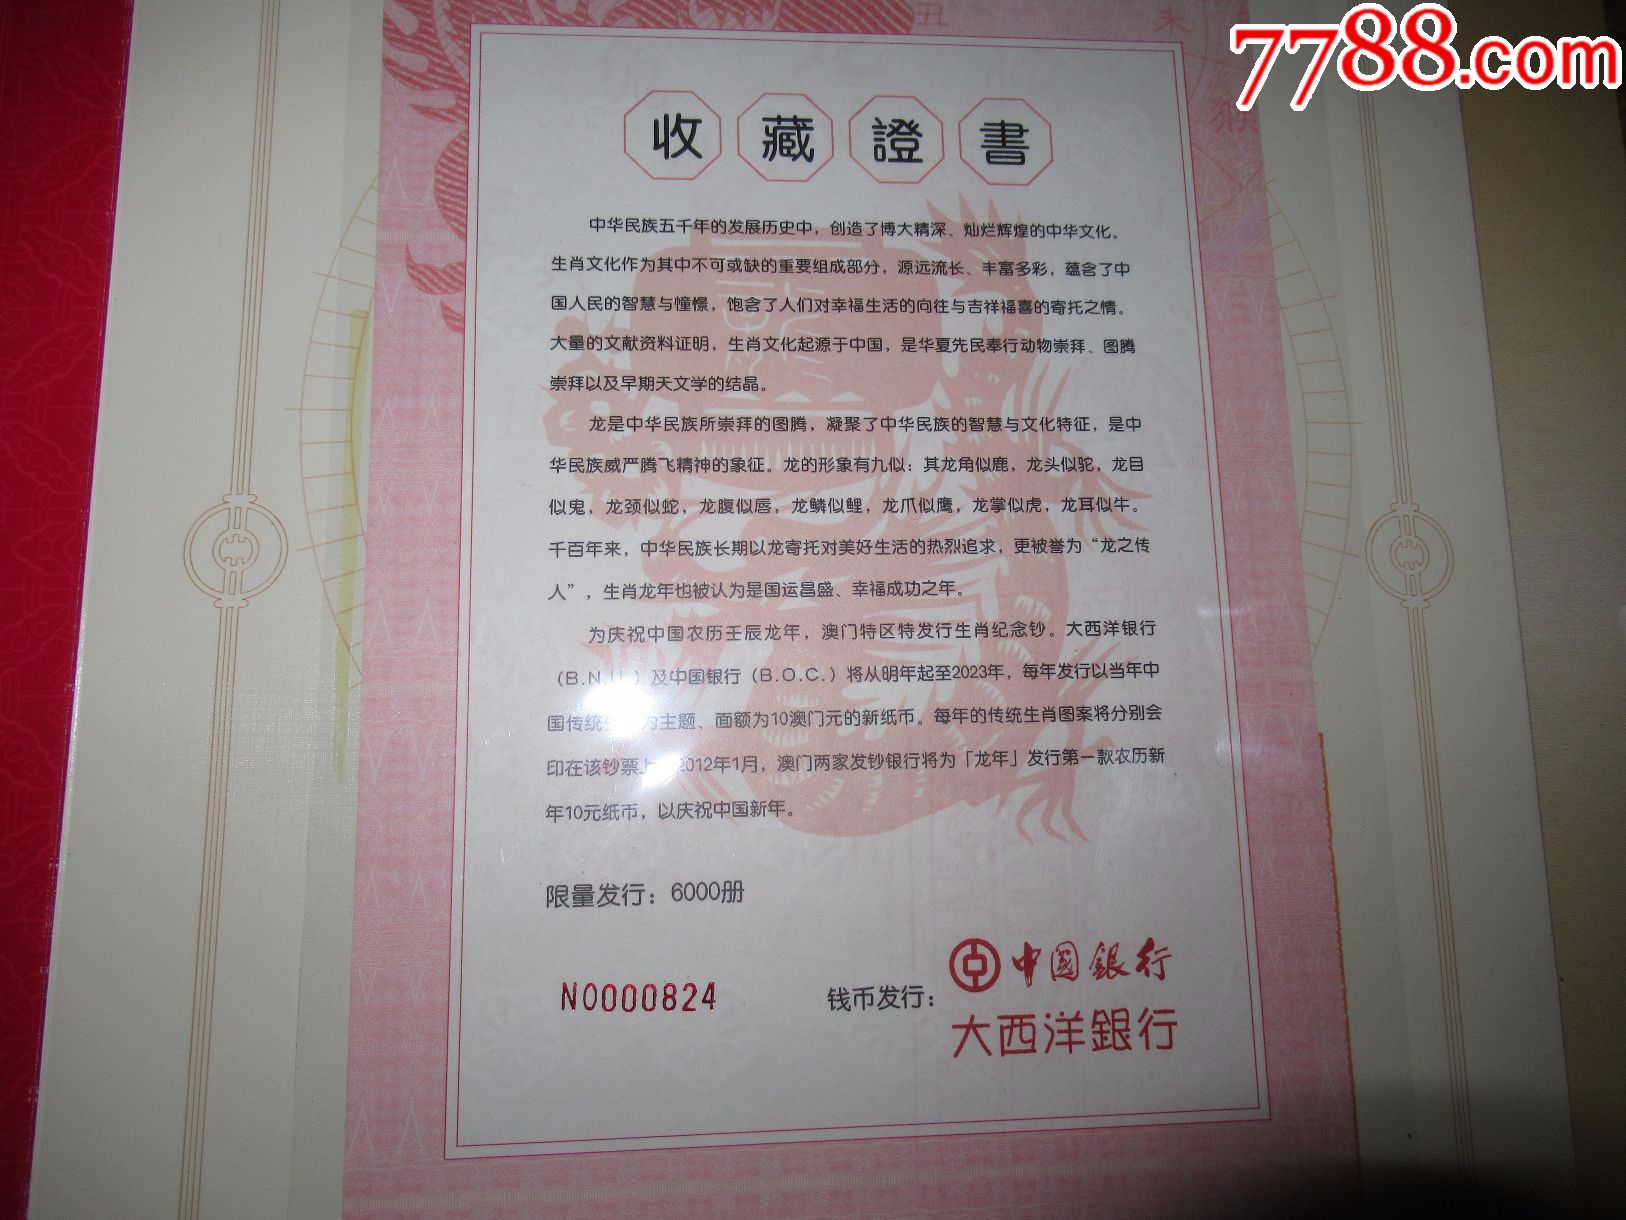 7788.com
丑
未
猴
收藏證書
中华民族五千年的发展历史中，创造了博大精深、灿烂辉煌的中华文化。
生肖文化作为其中不可或缺的重要组成部分，源远流长、丰富多彩，蕴含了中
国人民的智慧与憧憬，饱含了人们对幸福生活的向往与吉祥福喜的寄托之情。
大量的文献资料证明，生肖文化起源于中国，是华夏先民奉行动物崇拜、图腾
崇拜以及早期天文学的结晶。
龙是中华民族所崇拜的图腾，凝聚了中华民族的智慧与文化特征，是中
华民族威严腾飞精神的象征。龙的形象有九似：其龙角似鹿，龙头似驼，龙目
似鬼，龙颈似蛇，龙腹似唇，龙鳞似鲤，龙爪似鹰，龙掌似虎，龙耳似牛。
千百年来，中华民族长期以龙寄托对美好生活的热烈追求，更被誉为“龙之传
人”，生肖龙年也被认为是国运昌盛、幸福成功之年。
为庆祝中国农历壬辰龙年，澳门特区特发行生肖纪念钞。大西洋银行
（B.N.U.）及中国银行（B.O.C.）将从明年起至2023年，每年发行以当年中
国传统生 为主题、面额为10澳门元的新纸币。每年的传统生肖图案将分别会
印在该钞票上 2012年1月，澳门两家发钞银行将为「龙年」发行第一款农历新
年10元纸币，以庆祝中国新年。
限量发行：6000册
N0000824
钱币发行：
中國銀行
大西洋銀行